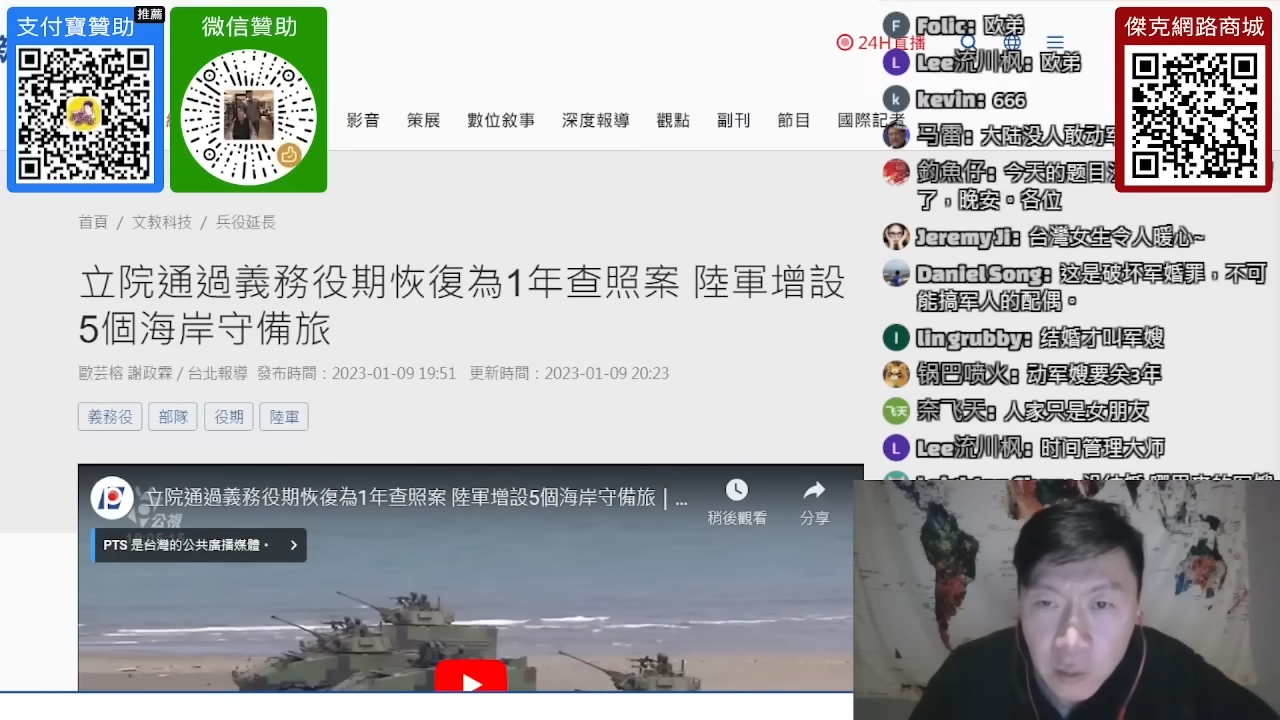 支付寶贊助
推薦
微信贊助
24H直播
傑克網路商城
影音
策展
數位敘事
深度報導
觀點
副刊
節目
國際記者
首頁 / 文教科技 / 兵役延長
立院通過義務役期恢復為1年查照案 陸軍增設
5個海岸守備旅
歐芸榕 謝政霖 / 台北報導 發布時間：2023-01-09 19:51 更新時間：2023-01-09 20:23
義務役
部隊
役期
陸軍
立院通過義務役期恢復為1年查照案 陸軍增設5個海岸守備旅｜...
稍後觀看
分享
公視
PTS 是台灣的公共廣播媒體。
Folic: 欧弟
Lee流川枫: 欧弟
kevin: 666
马雷: 大陆没人敢动军
釣魚仔: 今天的题目
了，晚安。各位
Jeremy Ji: 台灣女生令人暖心~
Daniel Song: 这是破坏军婚罪，不可
能搞军人的配偶。
lin grubby: 结婚才叫军嫂
锅巴喷火: 动军嫂要关3年
奈飞天: 人家只是女朋友
Lee流川枫: 时间管理大师